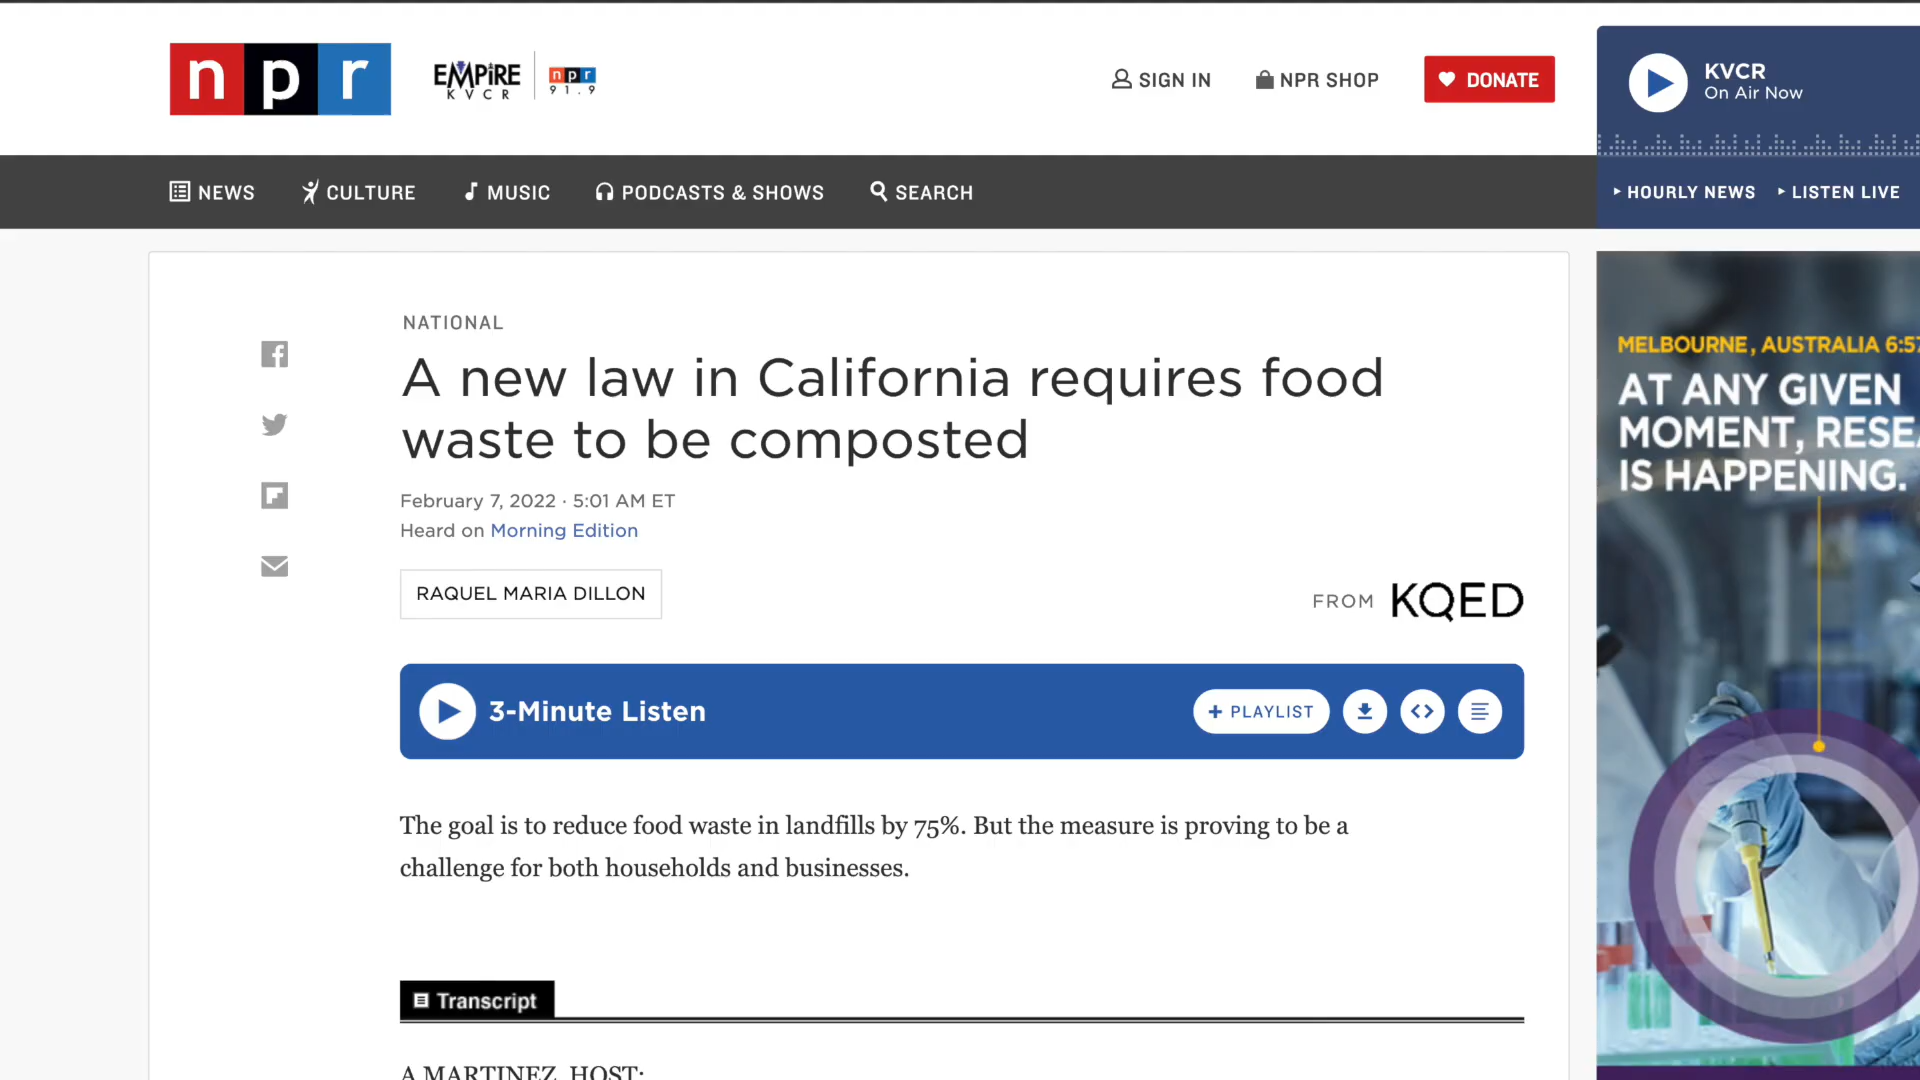 npr
EMPIRE
KVCR
npr
91.9
SIGN IN
NPR SHOP
DONATE
KVCR
On Air Now
NEWS
CULTURE
MUSIC
PODCASTS & SHOWS
SEARCH
HOURLY NEWS
LISTEN LIVE
NATIONAL
A new law in California requires food
waste to be composted
February 7, 2022 · 5:01 AM ET
Heard on Morning Edition
RAQUEL MARIA DILLON
FROM KQED
3-Minute Listen
+ PLAYLIST
The goal is to reduce food waste in landfills by 75%. But the measure is proving to be a
challenge for both households and businesses.
Transcript
A MARTINEZ, HOST:
MELBOURNE, AUSTRALIA 6:57
AT ANY GIVEN
MOMENT, RESEA
IS HAPPENING.